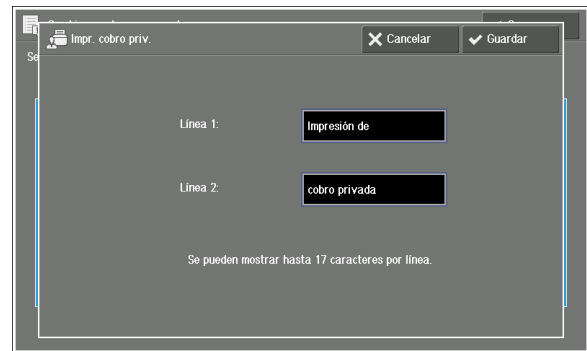 Impr. cobro priv.
Cancelar
Guardar
Se
Línea 1:
Impresión de
Línea 2:
cobro privada
Se pueden mostrar hasta 17 caracteres por línea.